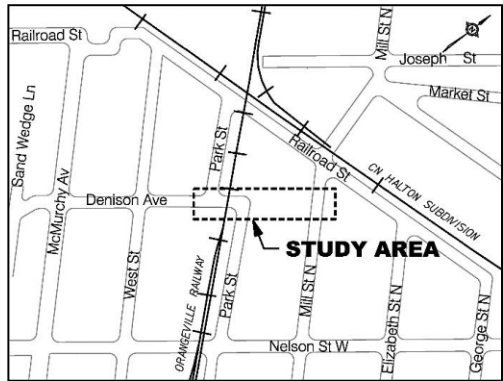 Railroad St
Mill St N
Joseph St
Market St
Sand Wedge Ln
McMurchy Av
Park St
Railroad St
CN HALTON SUBDIVISION
Denison Ave
STUDY AREA
West St
ORANGEVILLE RAILWAY
Park St
Mill St N
Elizabeth St N
George St N
Nelson St W